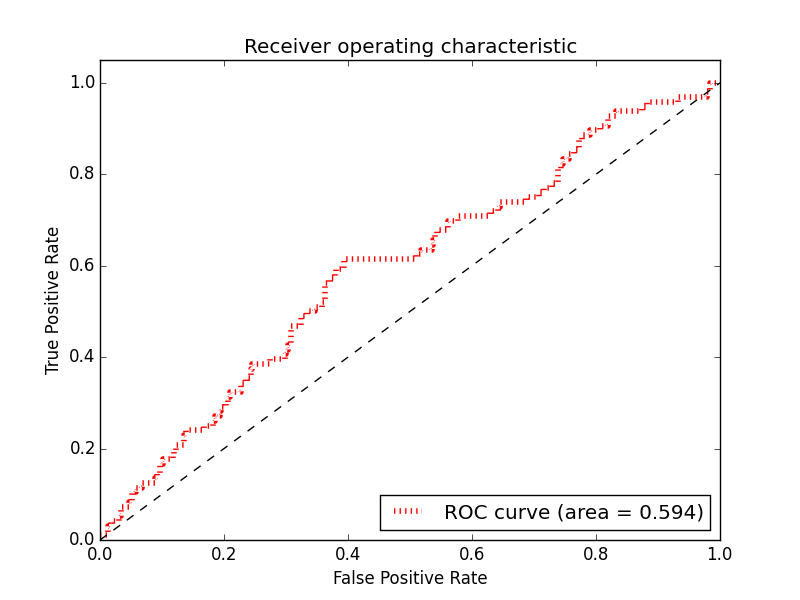 Receiver operating characteristic
True Positive Rate
1.0
0.8
0.6
0.4
0.2
0.0
ROC curve (area = 0.594)
0.0 0.2 0.4 0.6 0.8 1.0
False Positive Rate